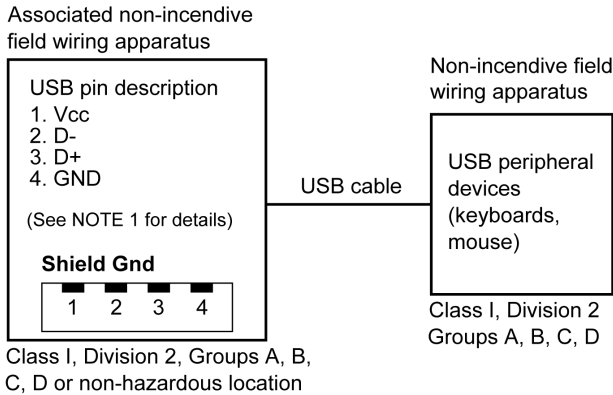 Associated non-incendive
field wiring apparatus
USB pin description
1. Vcc
2. D-
3. D+
4. GND
(See NOTE 1 for details)
Shield Gnd
1 2 3 4
Class I, Division 2, Groups A, B,
C, D or non-hazardous location
USB cable
Non-incendive field
wiring apparatus
USB peripheral
devices
(keyboards,
mouse)
Class I, Division 2
Groups A, B, C, D